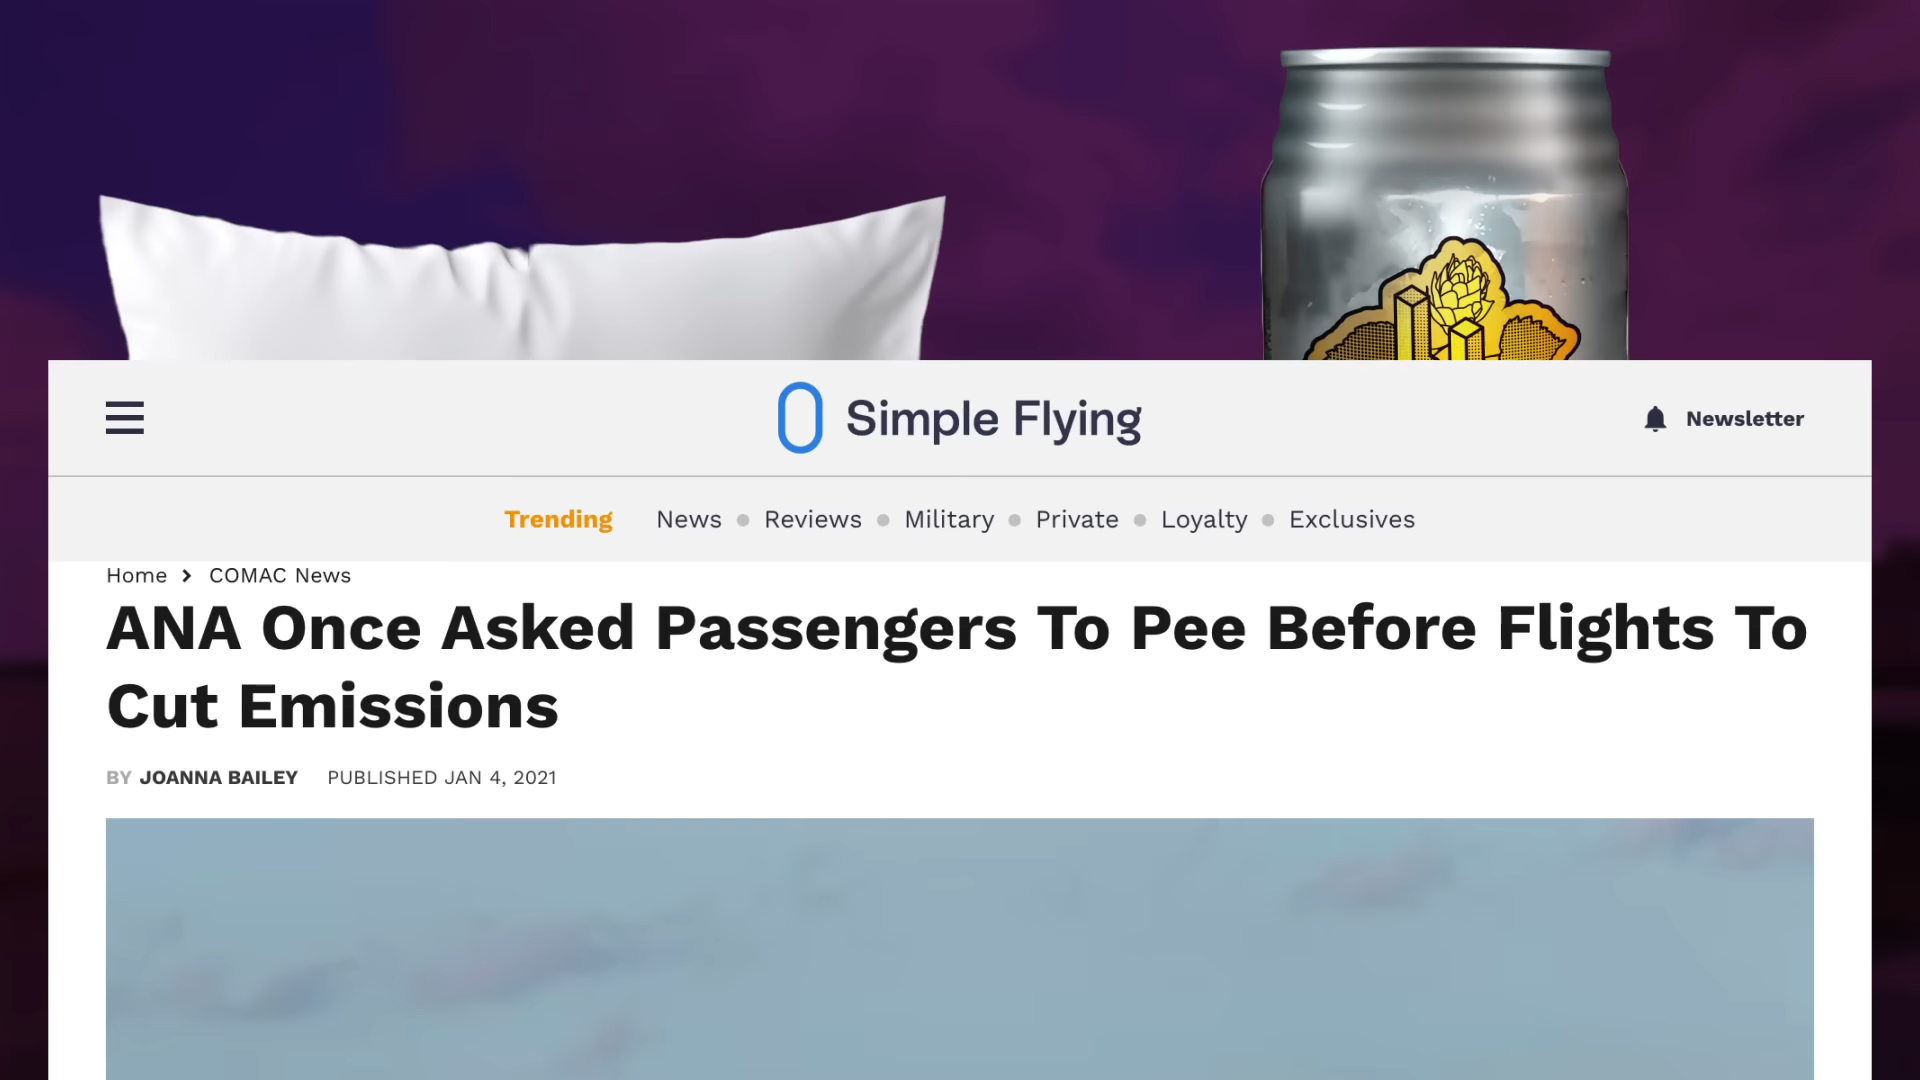 Simple Flying
Newsletter
Trending News Reviews Military Private Loyalty Exclusives
Home > COMAC News
ANA Once Asked Passengers To Pee Before Flights To
Cut Emissions
BY JOANNA BAILEY PUBLISHED JAN 4, 2021